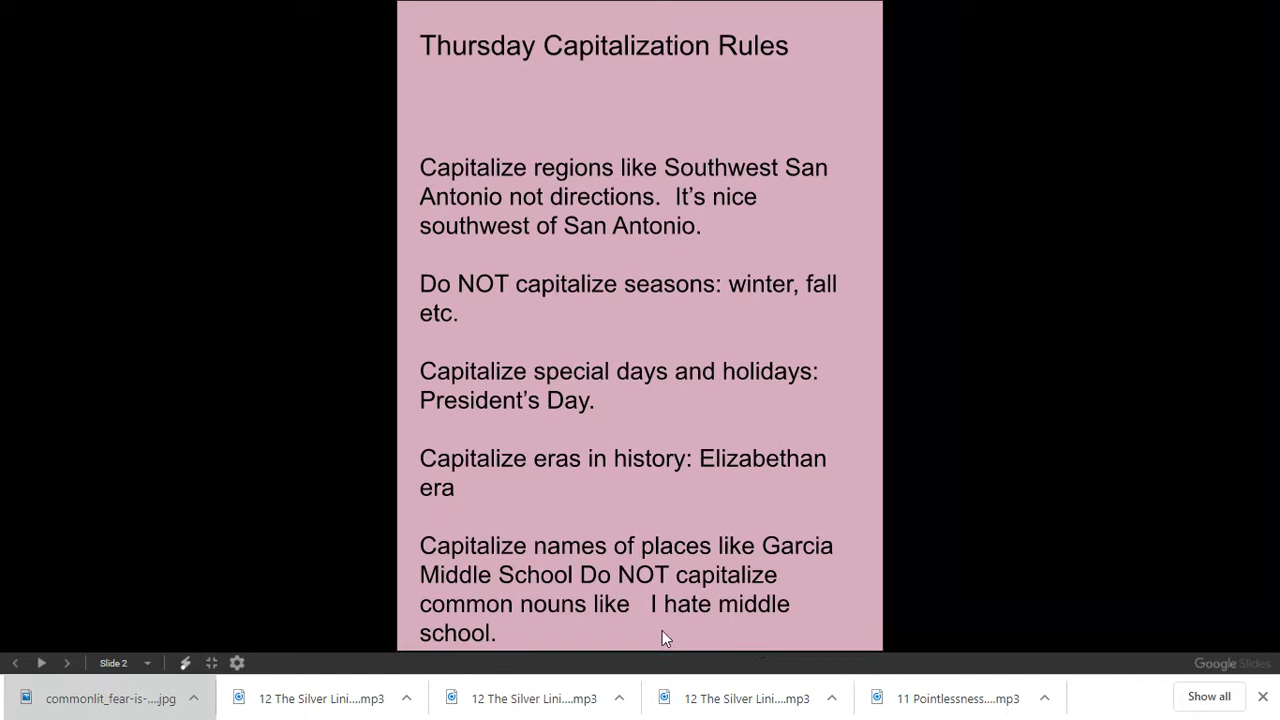 Thursday Capitalization Rules
Capitalize regions like Southwest San
Antonio not directions.  It's nice
southwest of San Antonio.
Do NOT capitalize seasons: winter, fall
etc.
Capitalize special days and holidays:
President's Day.
Capitalize eras in history: Elizabethan
era
Capitalize names of places like Garcia
Middle School Do NOT capitalize
common nouns like   I hate middle
school.
Slide 2
Google Slides
commonlit_fear-is-....jpg
12 The Silver Lini....mp3
12 The Silver Lini....mp3
12 The Silver Lini....mp3
11 Pointlessness....mp3
Show all